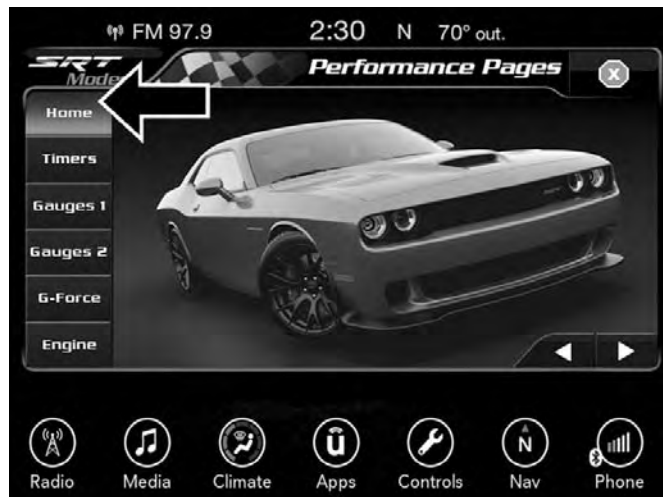 FM 97.9 2:30 N 70° out.
SRT Performance Pages X
Modes
Home
Timers
Gauges 1
Gauges 2
G-Force
Engine
û N
Radio Media Climate Apps Controls Nav Phone